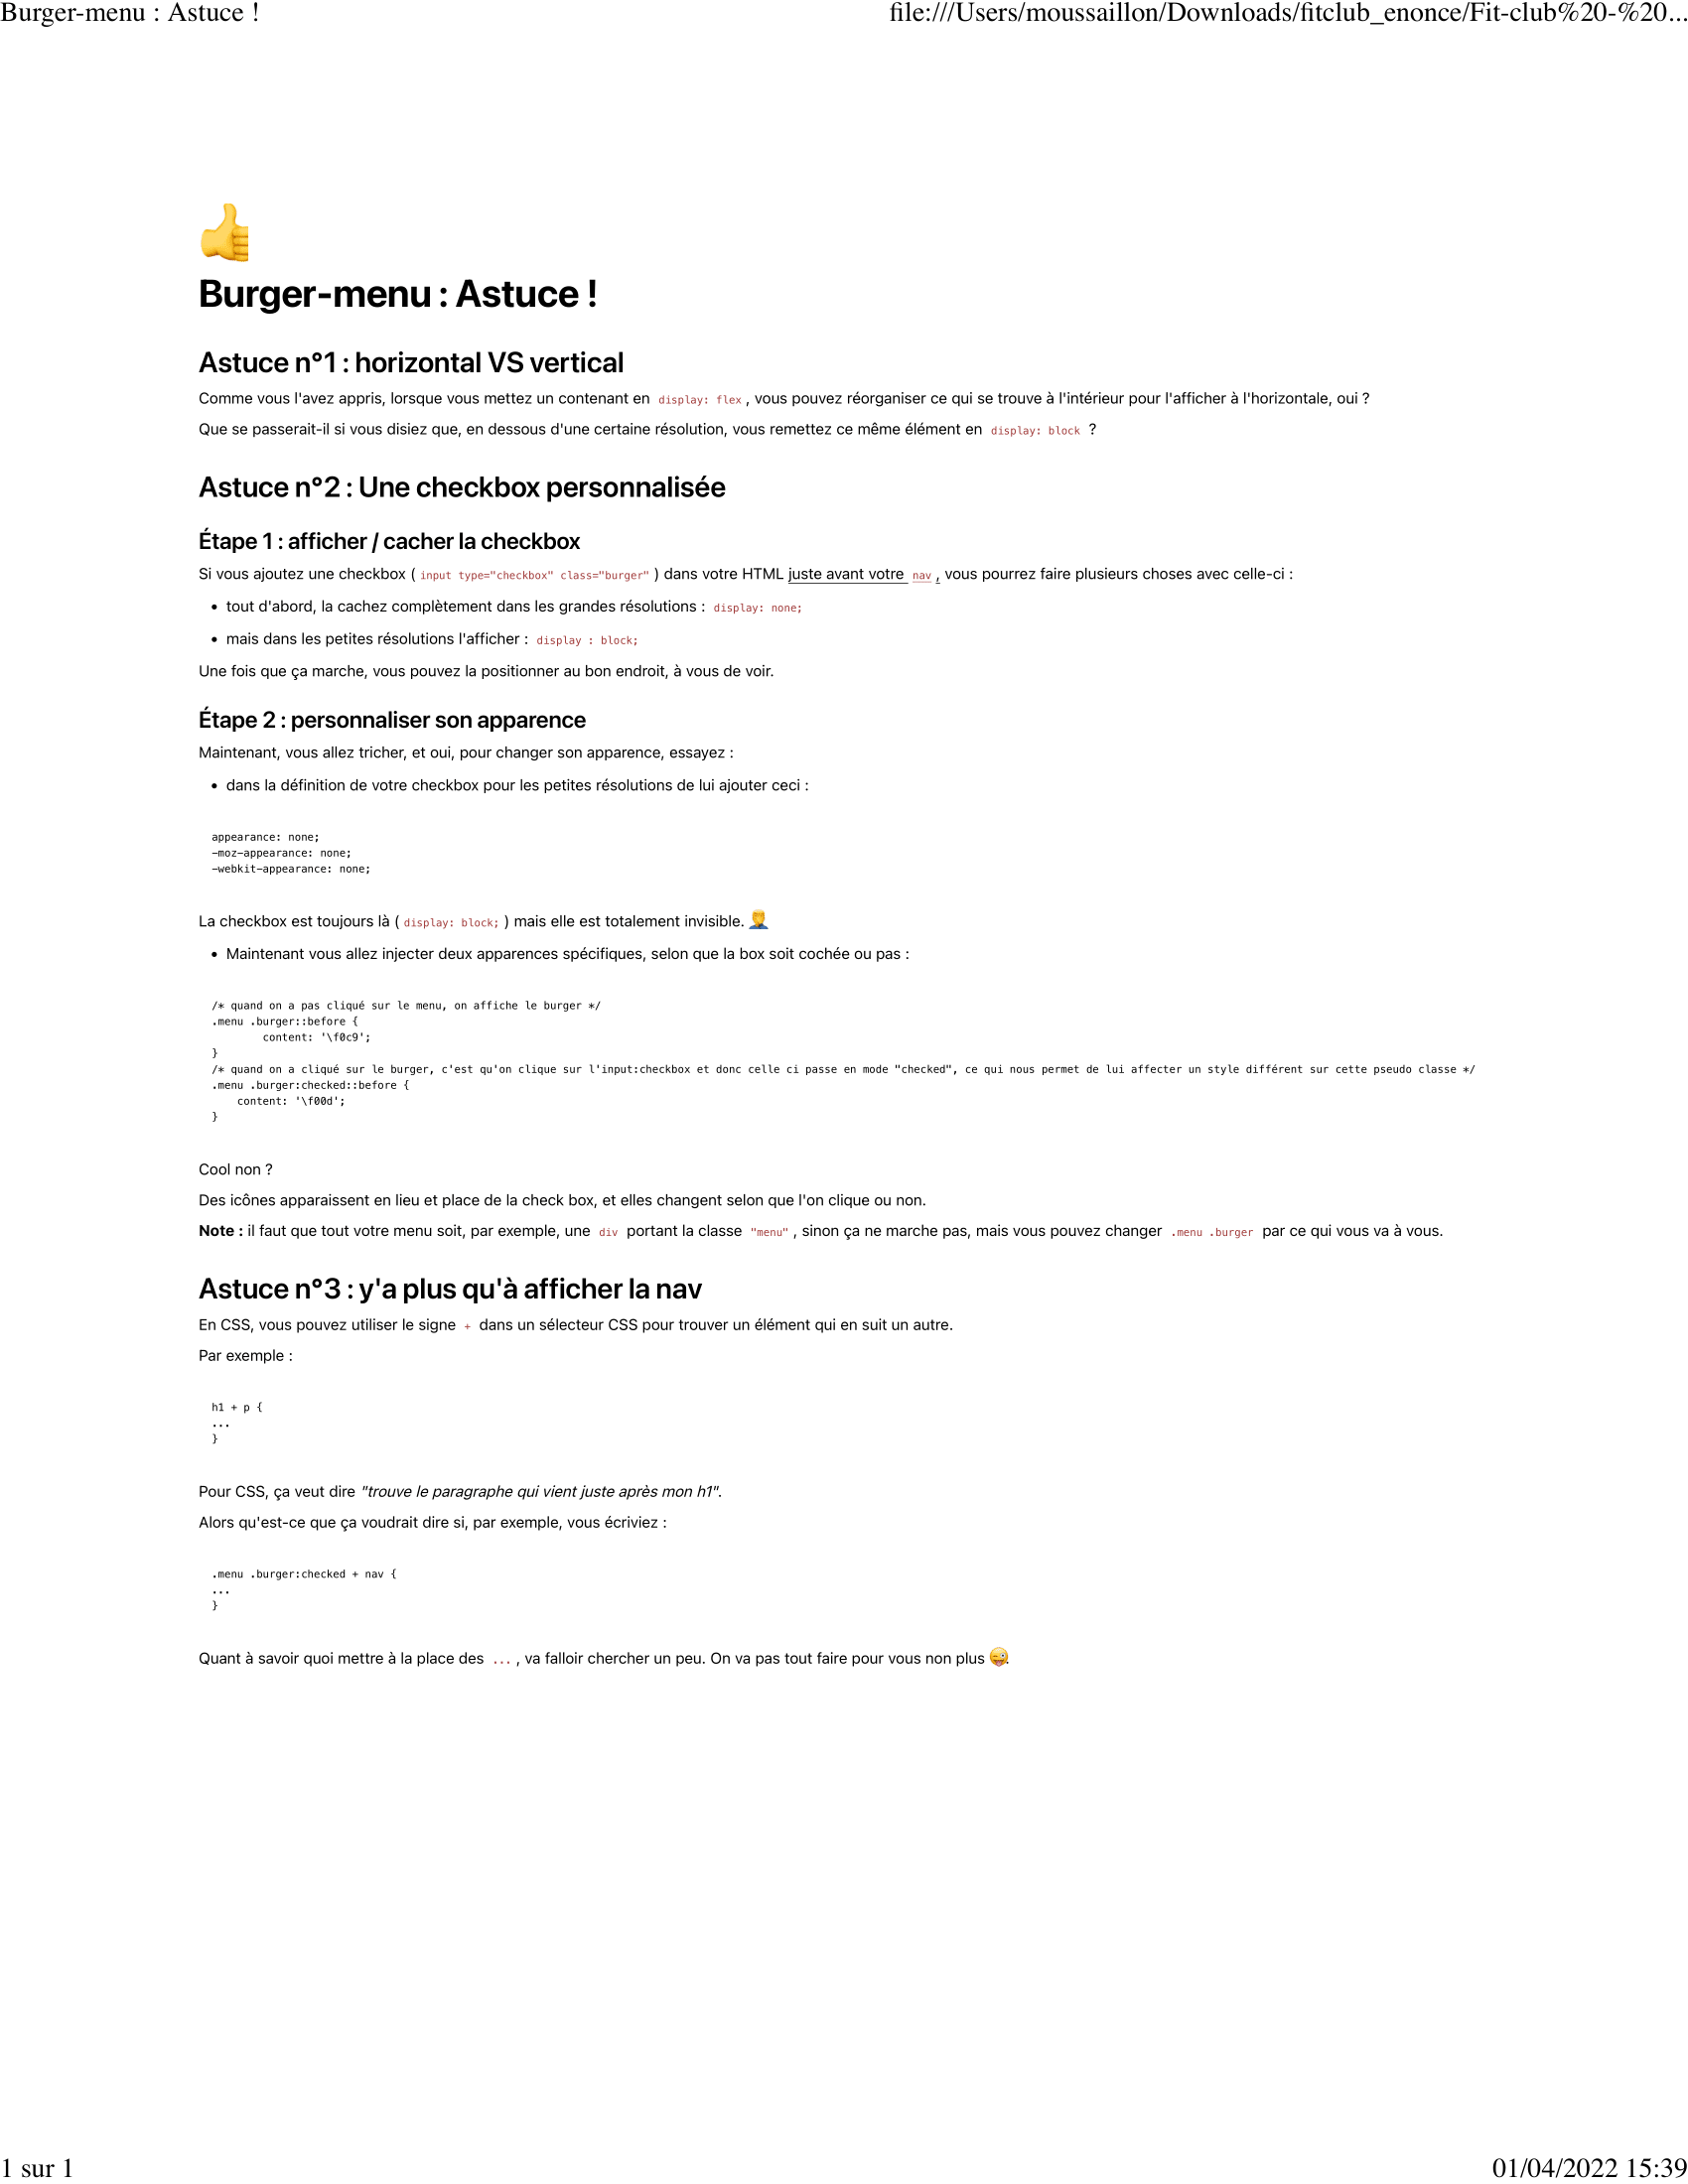 Burger-menu : Astuce !
file:///Users/moussaillon/Downloads/fitclub_enonce/Fit-club%20-%20...
👍
Burger-menu : Astuce !
Astuce n°1 : horizontal VS vertical
Comme vous l'avez appris, lorsque vous mettez un contenant en display: flex , vous pouvez réorganiser ce qui se trouve à l'intérieur pour l'afficher à l'horizontale, oui ?
Que se passerait-il si vous disiez que, en dessous d'une certaine résolution, vous remettez ce même élément en display: block ?
Astuce n°2 : Une checkbox personnalisée
Étape 1 : afficher / cacher la checkbox
Si vous ajoutez une checkbox ( input type="checkbox" class="burger" ) dans votre HTML juste avant votre nav , vous pourrez faire plusieurs choses avec celle-ci :
• tout d'abord, la cachez complètement dans les grandes résolutions : display: none;
• mais dans les petites résolutions l'afficher : display : block;
Une fois que ça marche, vous pouvez la positionner au bon endroit, à vous de voir.
Étape 2 : personnaliser son apparence
Maintenant, vous allez tricher, et oui, pour changer son apparence, essayez :
• dans la définition de votre checkbox pour les petites résolutions de lui ajouter ceci :
appearance: none;
-moz-appearance: none;
-webkit-appearance: none;
La checkbox est toujours là ( display: block; ) mais elle est totalement invisible. 🤦‍♂️
• Maintenant vous allez injecter deux apparences spécifiques, selon que la box soit cochée ou pas :
/* quand on a pas cliqué sur le menu, on affiche le burger */
.menu .burger::before {
content: '\f0c9';
}
/* quand on a cliqué sur le burger, c'est qu'on clique sur l'input:checkbox et donc celle ci passe en mode "checked", ce qui nous permet de lui affecter un style différent sur cette pseudo classe */
.menu .burger:checked::before {
content: '\f00d';
}
Cool non ?
Des icônes apparaissent en lieu et place de la check box, et elles changent selon que l'on clique ou non.
Note : il faut que tout votre menu soit, par exemple, une div portant la classe "menu" , sinon ça ne marche pas, mais vous pouvez changer .menu .burger par ce qui vous va à vous.
Astuce n°3 : y'a plus qu'à afficher la nav
En CSS, vous pouvez utiliser le signe + dans un sélecteur CSS pour trouver un élément qui en suit un autre.
Par exemple :
h1 + p {
...
}
Pour CSS, ça veut dire "trouve le paragraphe qui vient juste après mon h1".
Alors qu'est-ce que ça voudrait dire si, par exemple, vous écriviez :
.menu .burger:checked + nav {
...
}
Quant à savoir quoi mettre à la place des ... , va falloir chercher un peu. On va pas tout faire pour vous non plus 😜.
1 sur 1
01/04/2022 15:39